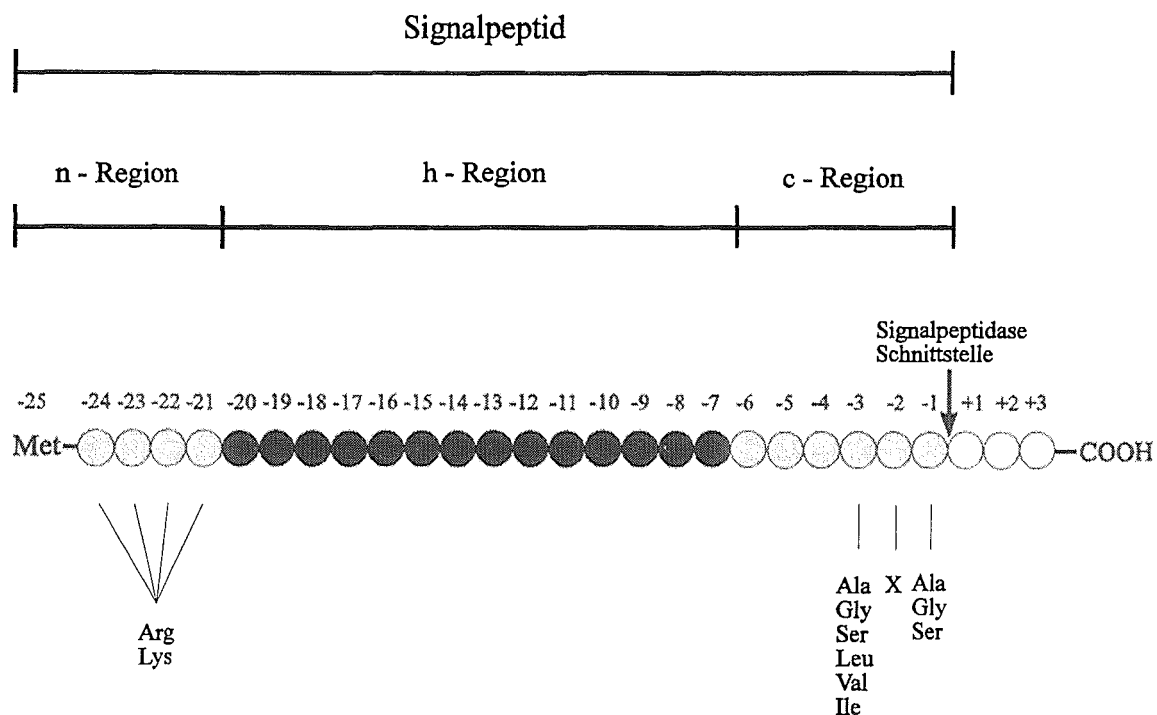 Signalpeptid
n - Region h - Region c - Region
Signalpeptidase
Schnittstelle
-25 -24 -23 -22 -21 -20 -19 -18 -17 -16 -15 -14 -13 -12 -11 -10 -9 -8 -7 -6 -5 -4 -3 -2 -1 +1 +2 +3
Met COOH
Arg
Lys
Ala X Ala
Gly Gly
Ser Ser
Leu
Val
Ile